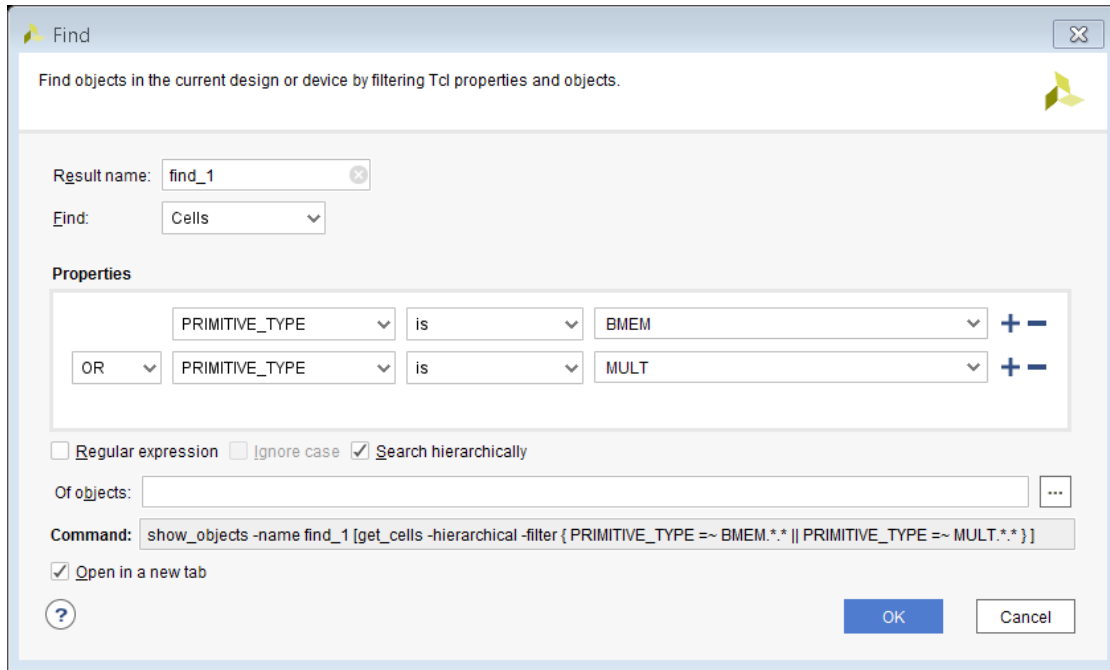 Find
Find objects in the current design or device by filtering Tcl properties and objects.
Result name: find_1
Find: Cells
Properties
PRIMITIVE_TYPE is BMEM
OR PRIMITIVE_TYPE is MULT
Regular expression Ignore case Search hierarchically
Of objects: ...
Command: show_objects -name find_1 [get_cells -hierarchical -filter { PRIMITIVE_TYPE =~ BMEM.*.* || PRIMITIVE_TYPE =~ MULT.*.* } ]
Open in a new tab
? OK Cancel